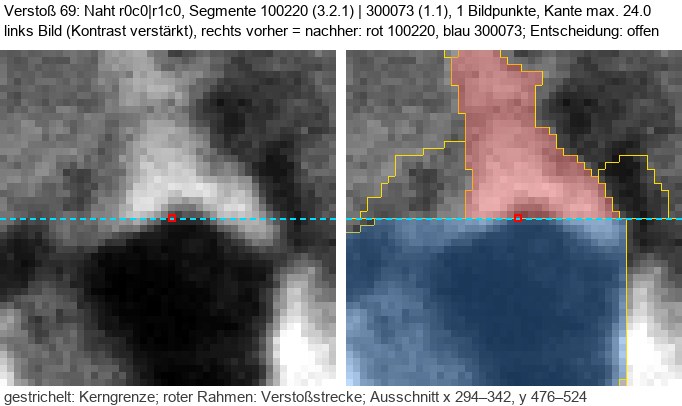 Verstoß 69: Naht r0c0|r1c0, Segmente 100220 (3.2.1) | 300073 (1.1), 1 Bildpunkte, Kante max. 24.0
links Bild (Kontrast verstärkt), rechts vorher = nachher: rot 100220, blau 300073; Entscheidung: offen
gestrichelt: Kerngrenze; roter Rahmen: Verstoßstrecke; Ausschnitt x 294–342, y 476–524